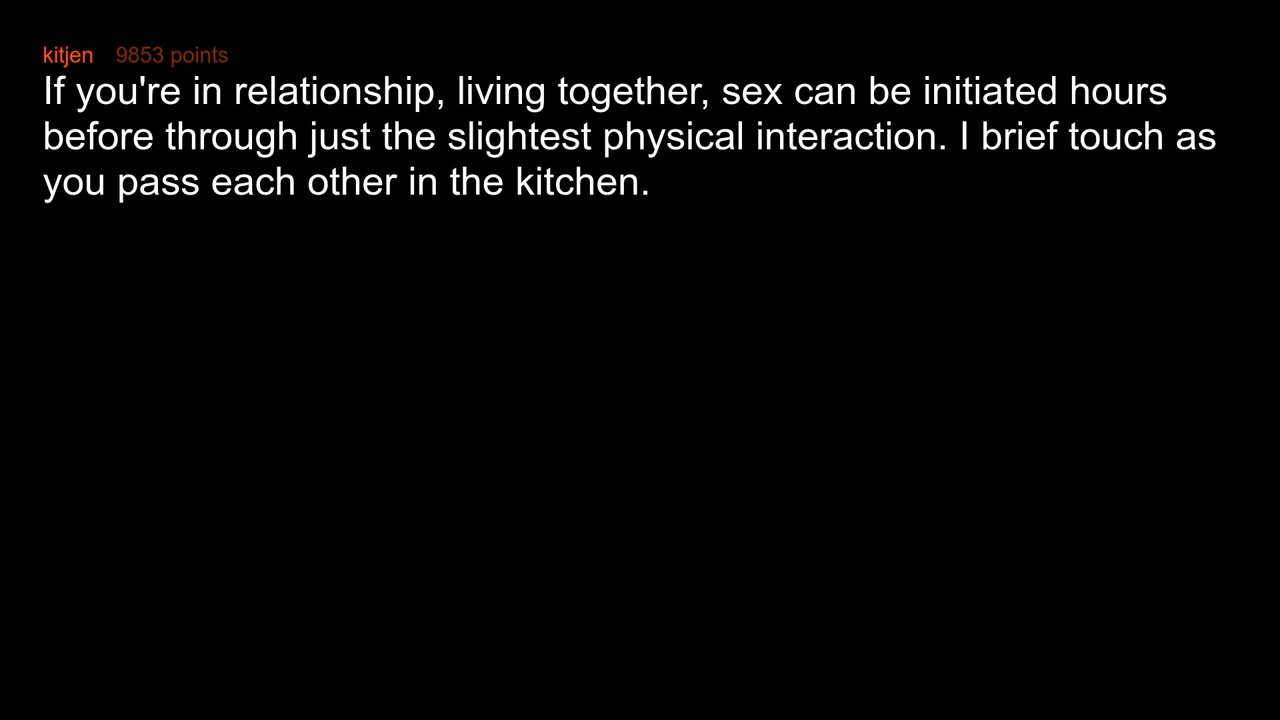 kitjen 9853 points
If you're in relationship, living together, sex can be initiated hours
before through just the slightest physical interaction. I brief touch as
you pass each other in the kitchen.